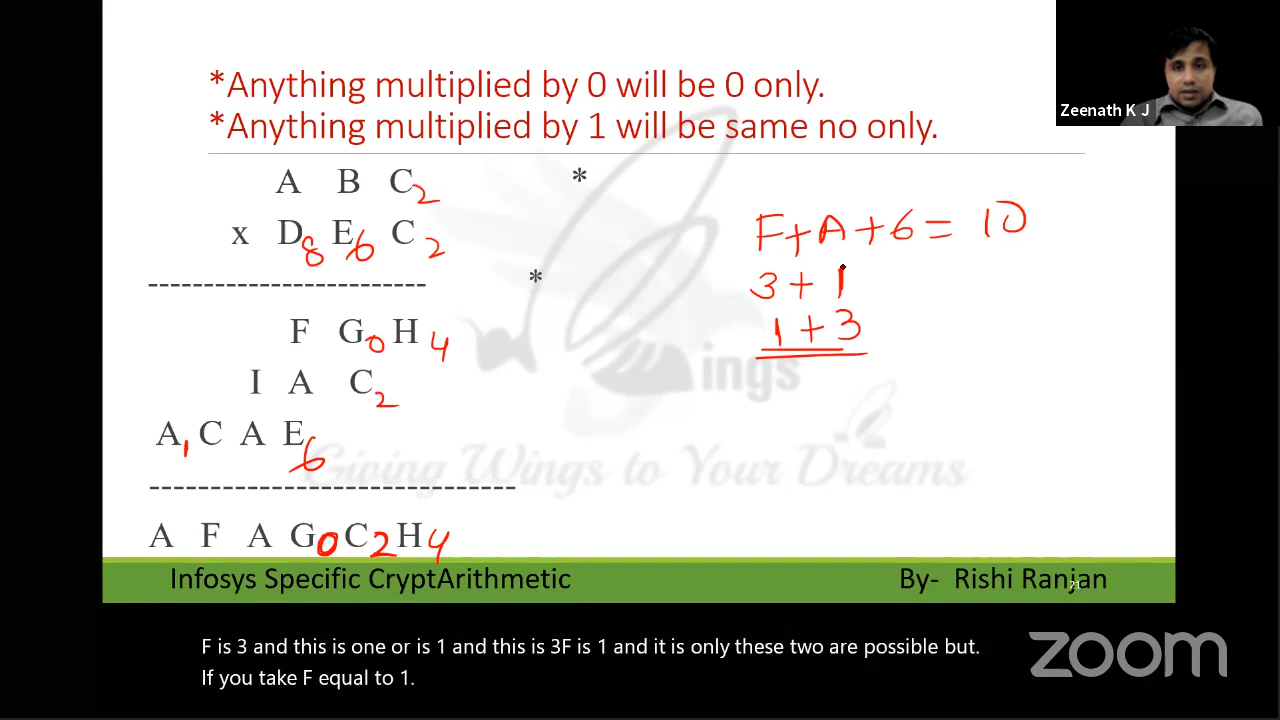 *Anything multiplied by 0 will be 0 only.
*Anything multiplied by 1 will be same no only.
Zeenath K J
A B C 2 *
x D 8 E 6 C 2
F + A + 6 = 10
------------------------ *
3 + 1
F G 0 H 4
1 + 3
I A C 2
ings
A 1 C A E 6
Giving Wings to Your Dreams
--------------------------------
A F A G 0 C 2 H 4
Infosys Specific CryptArithmetic By- Rishi Ranjan
21
F is 3 and this is one or is 1 and this is 3F is 1 and it is only these two are possible but.
If you take F equal to 1.
zoom